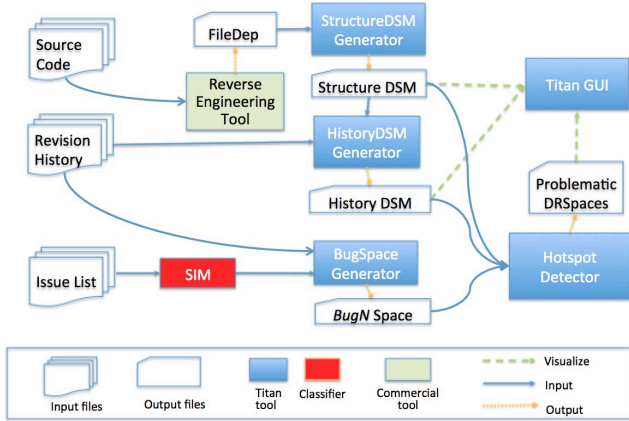 Source
Code
FileDep
StructureDSM
Generator
Reverse
Engineering
Tool
Structure DSM
Titan GUI
Revision
History
HistoryDSM
Generator
History DSM
Problematic
DRSpaces
Issue List
SIM
BugSpace
Generator
Hotspot
Detector
BugN Space
Input files
Output files
Titan
tool
Classifier
Commercial
tool
Visualize
Input
Output